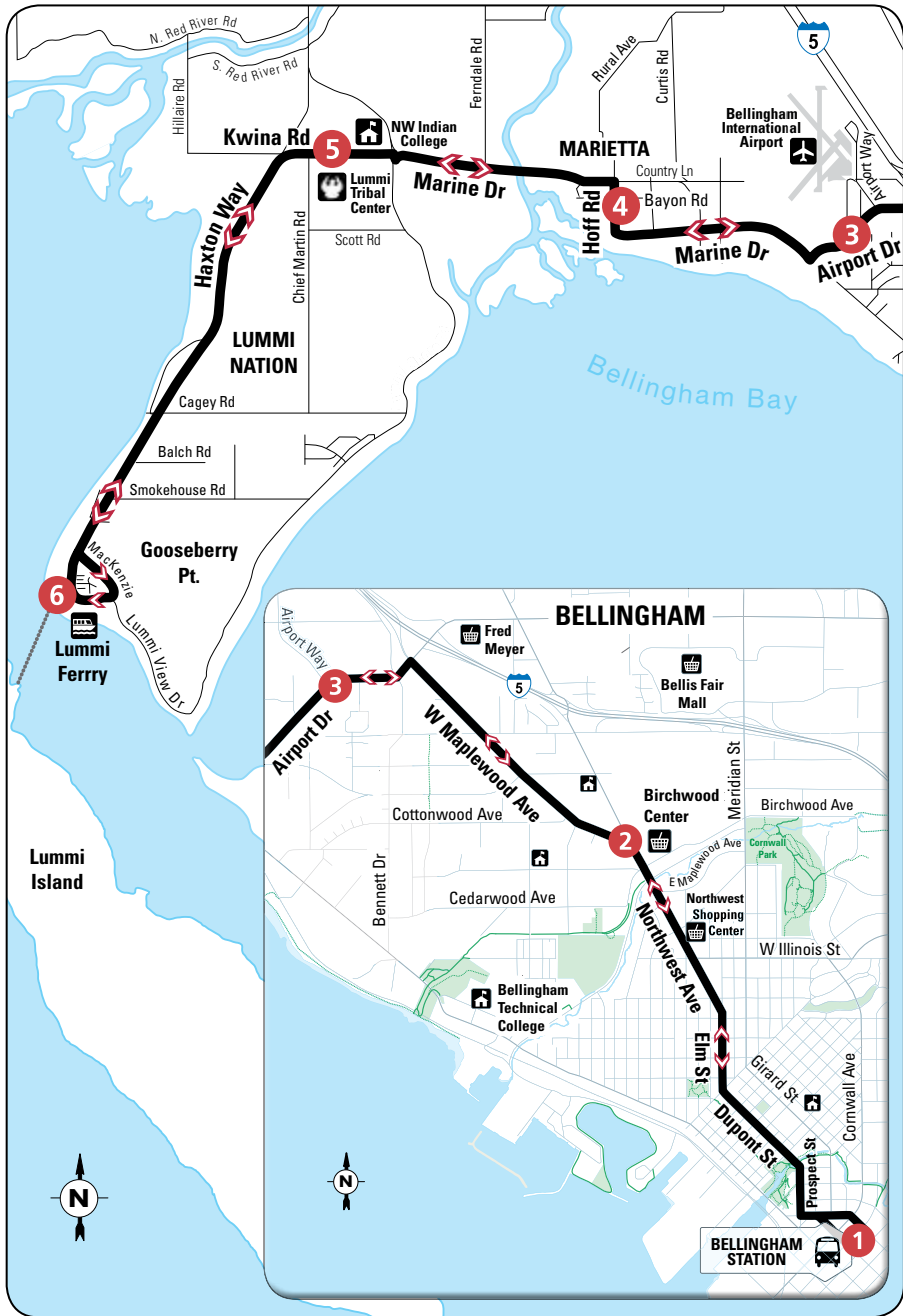 N. Red River Rd
S. Red River Rd
Hillaire Rd
Ferndale Rd
Rural Ave
Curtis Rd
5
Kwina Rd
5
NW Indian
College
Lummi
Tribal
Center
Marine Dr
MARIETTA
Country Ln
Bayon Rd
Hoff Rd
4
Marine Dr
Bellingham
International
Airport
Airport Way
3
Airport Dr
Haxton Way
Chief Martin Rd
Scott Rd
LUMMI
NATION
Bellingham Bay
Cagey Rd
Balch Rd
Smokehouse Rd
MacKenzie
Gooseberry
Pt.
6
Lummi
Ferrry
Lummi View Dr
Lummi
Island
N
BELLINGHAM
Airport Way
Fred
Meyer
5
Bellis Fair
Mall
3
Airport Dr
W Maplewood Ave
Meridian St
Birchwood
Center
Birchwood Ave
Cottonwood Ave
2
E Maplewood Ave
Cornwall
Park
Bennett Dr
Cedarwood Ave
Northwest
Shopping
Center
Northwest Ave
W Illinois St
Bellingham
Technical
College
Elm St
Girard St
Cornwall Ave
Dupont St
Prospect St
N
BELLINGHAM
STATION
1